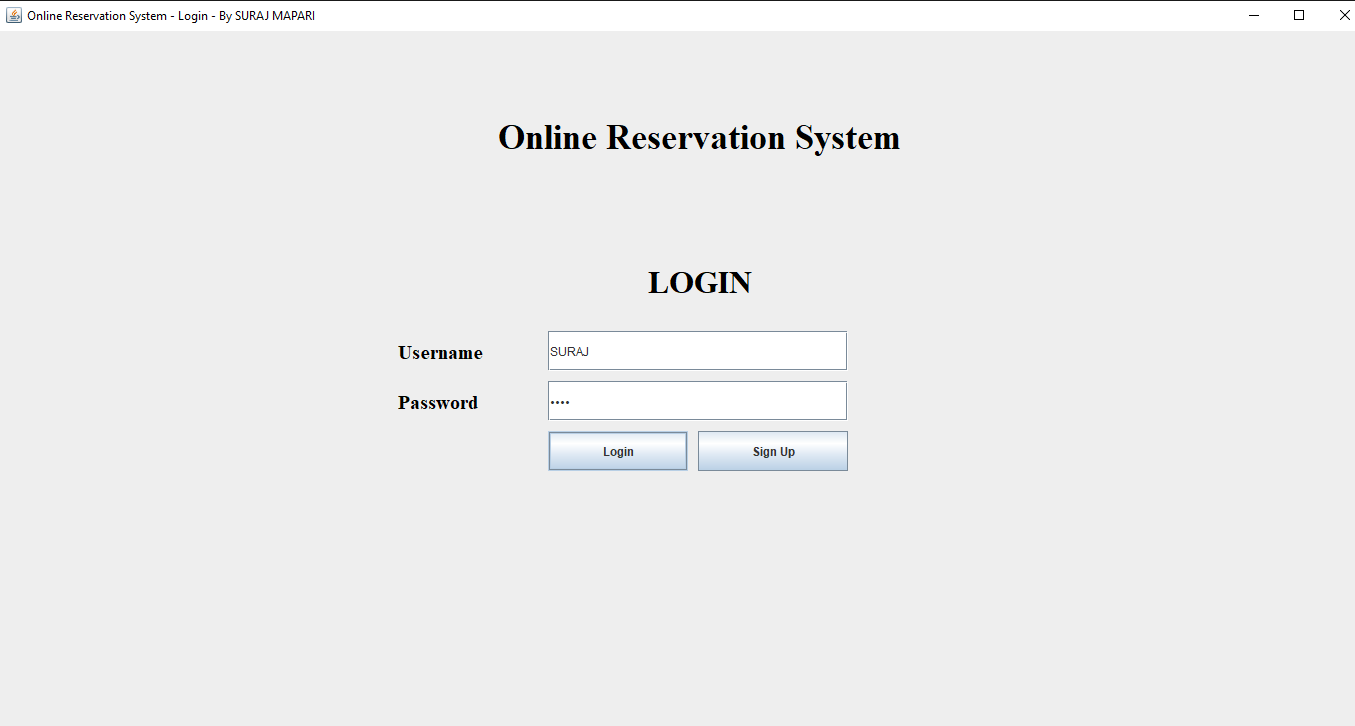 Online Reservation System - Login - By SURAJ MAPARI
Online Reservation System
LOGIN
Username
SURAJ
Password
••••
Login
Sign Up